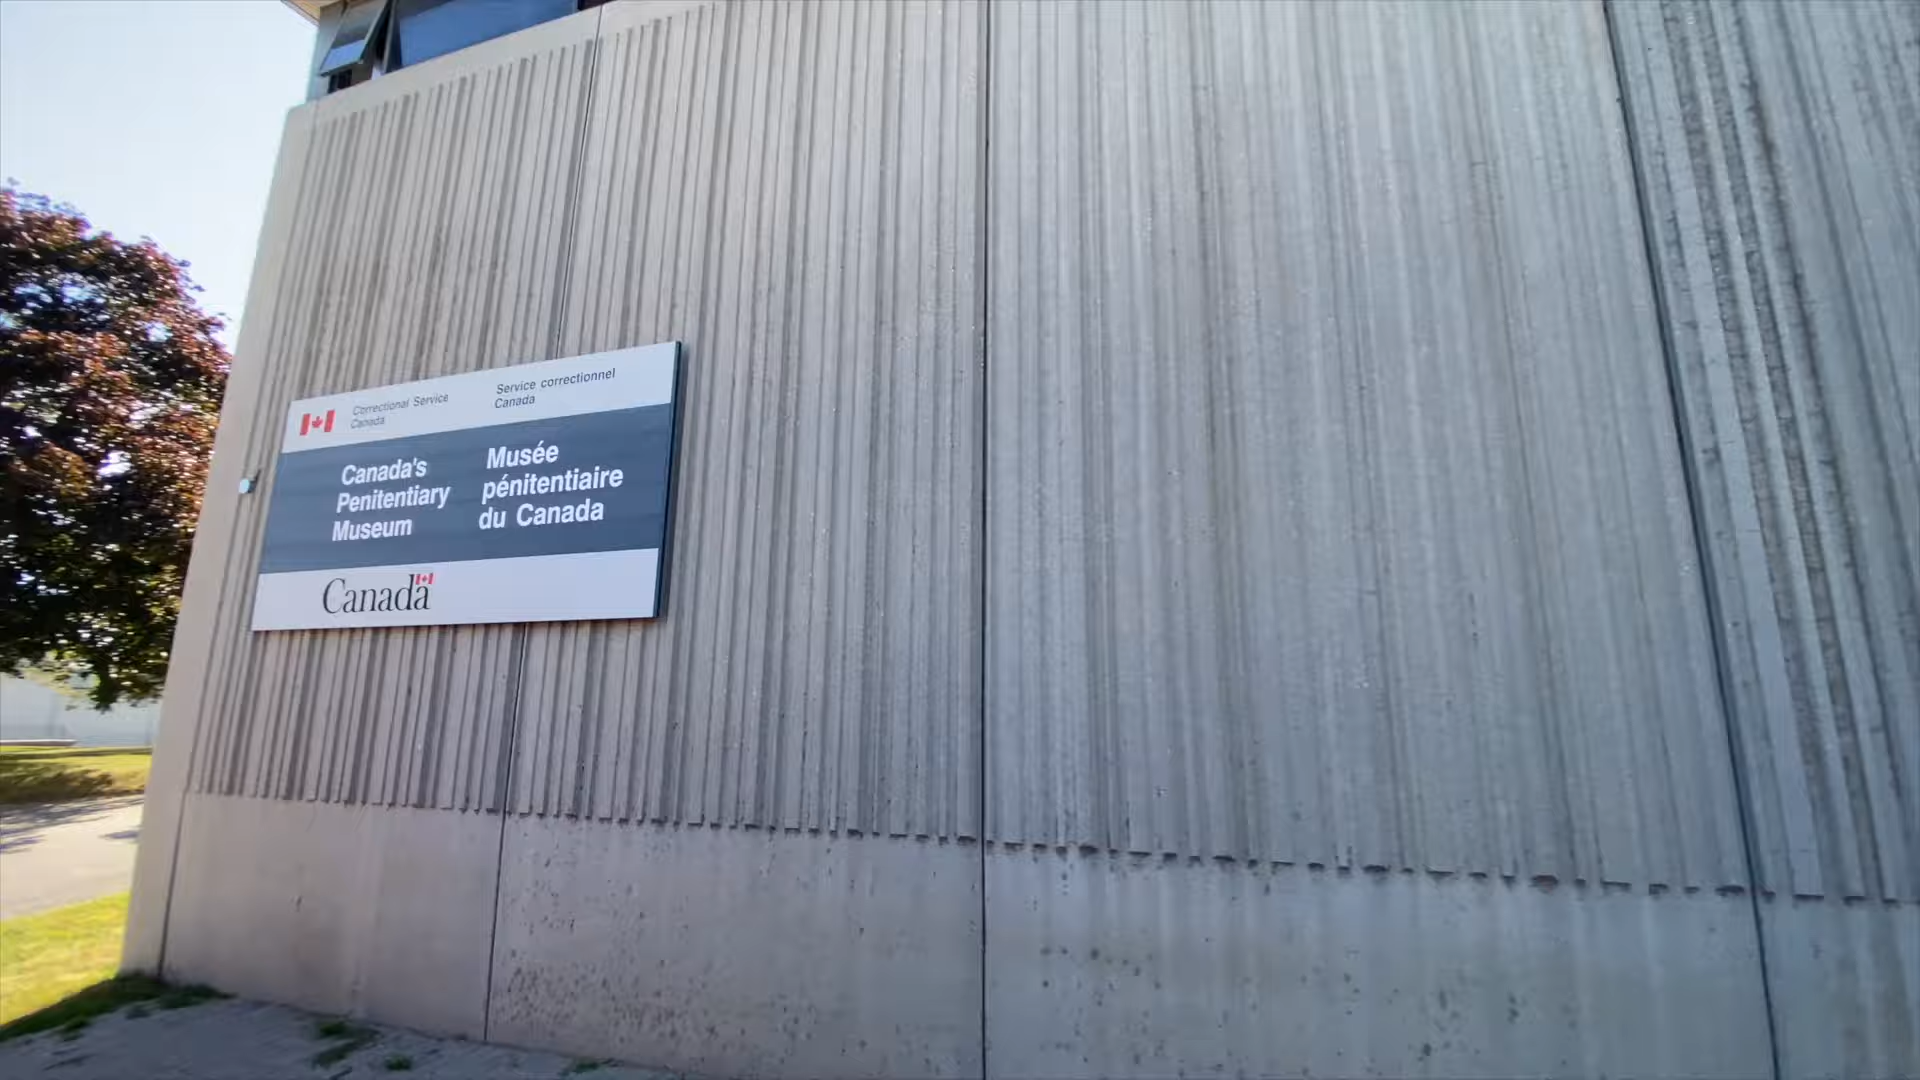 Correctional Service
Canada
Service correctionnel
Canada
Canada's
Penitentiary
Museum
Musée
pénitentiaire
du Canada
Canada